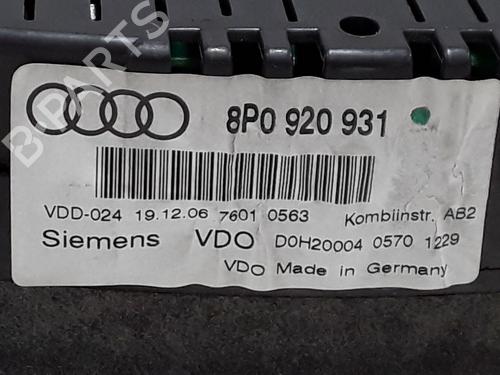 8P0 920 931
VDD-024 19.12.06 7601 0563 Kombiinstr. AB2
Siemens VDO D0H20004 0570 1229
VDO Made in Germany
BPARTS